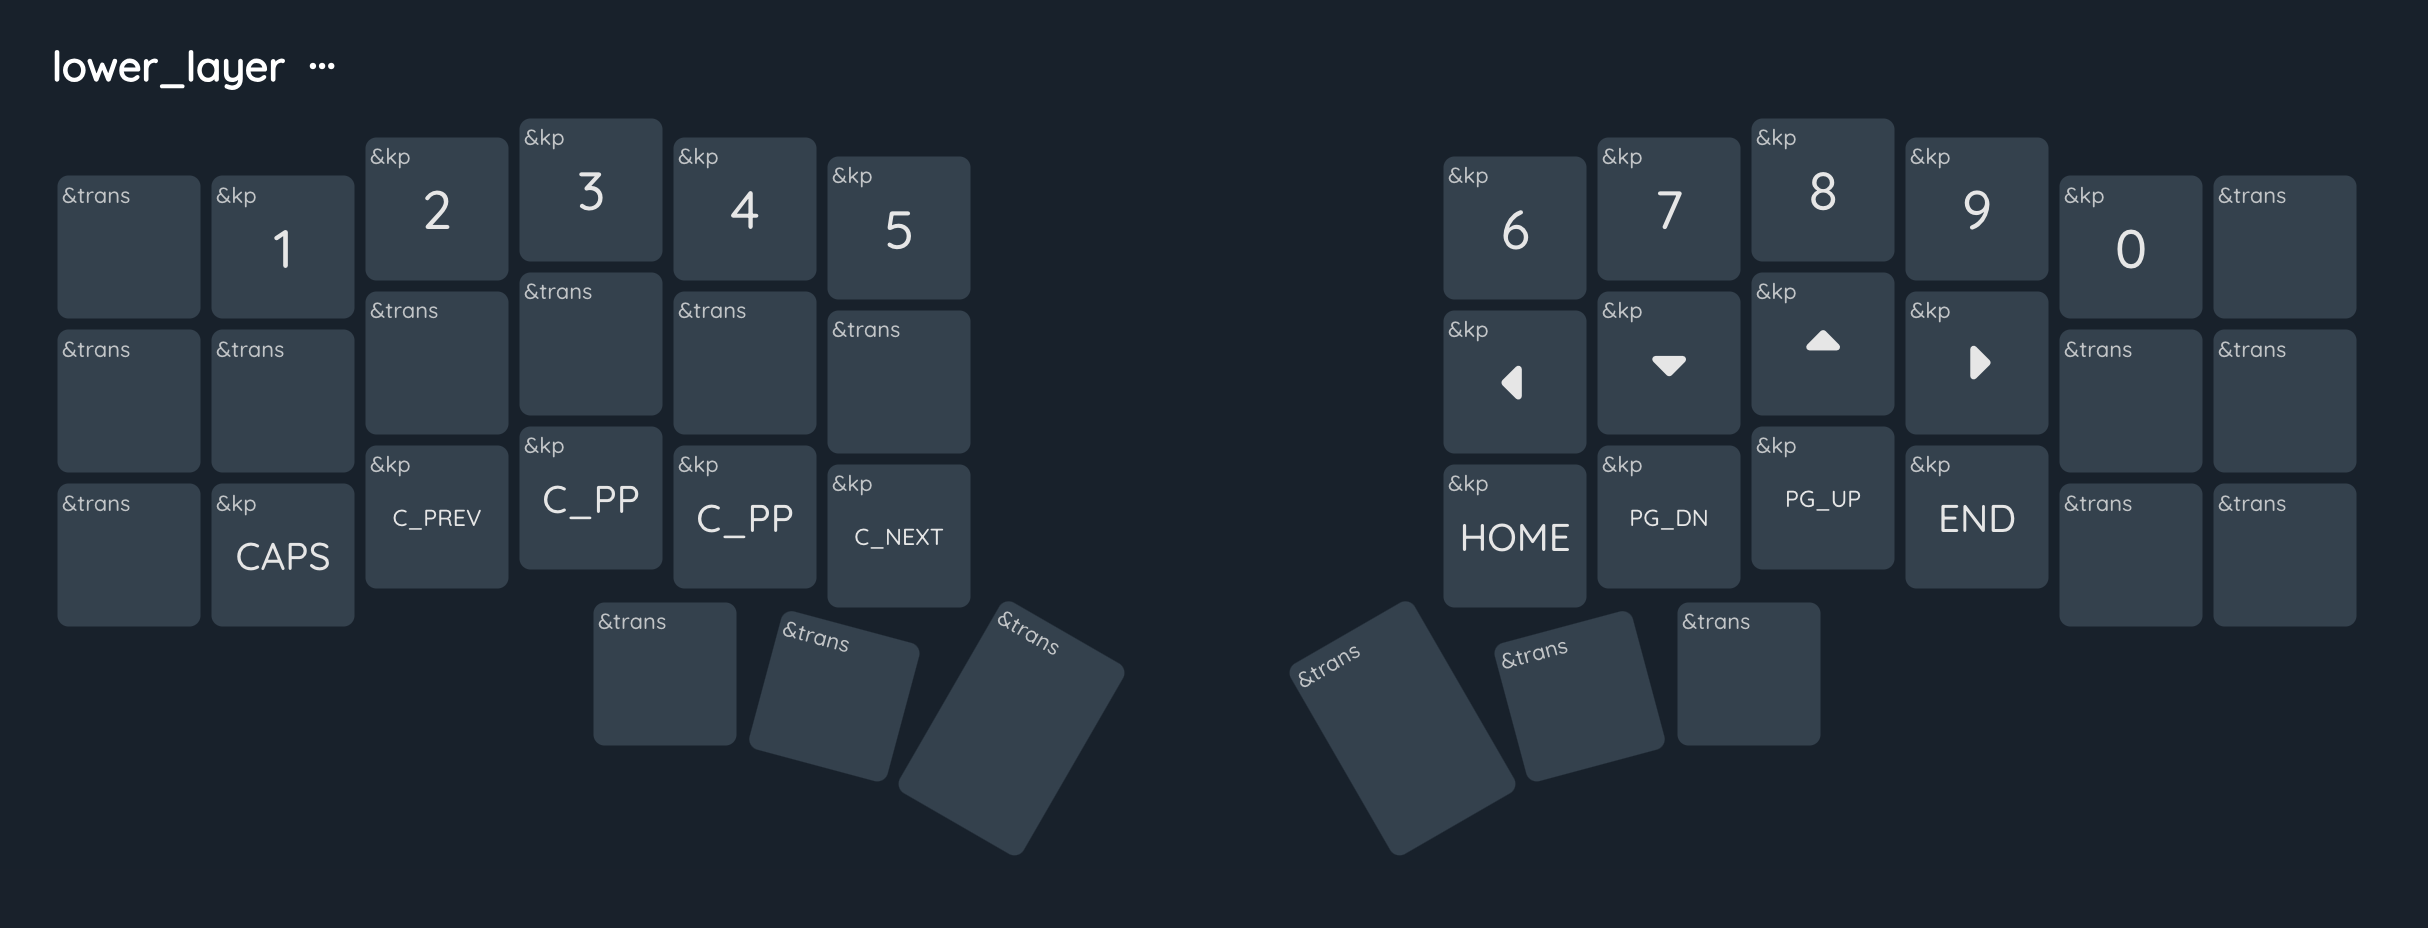 lower_layer ...
&trans &kp 1 &kp 2 &kp 3 &kp 4 &kp 5 &kp 6 &kp 7 &kp 8 &kp 9 &kp 0 &trans
&trans &trans &trans &trans &trans &trans &kp &kp &kp &kp &trans &trans
&trans &kp CAPS &kp C_PREV &kp C_PP &kp C_PP &kp C_NEXT &kp HOME &kp PG_DN &kp PG_UP &kp END &trans &trans
&trans &trans &trans &trans &trans &trans